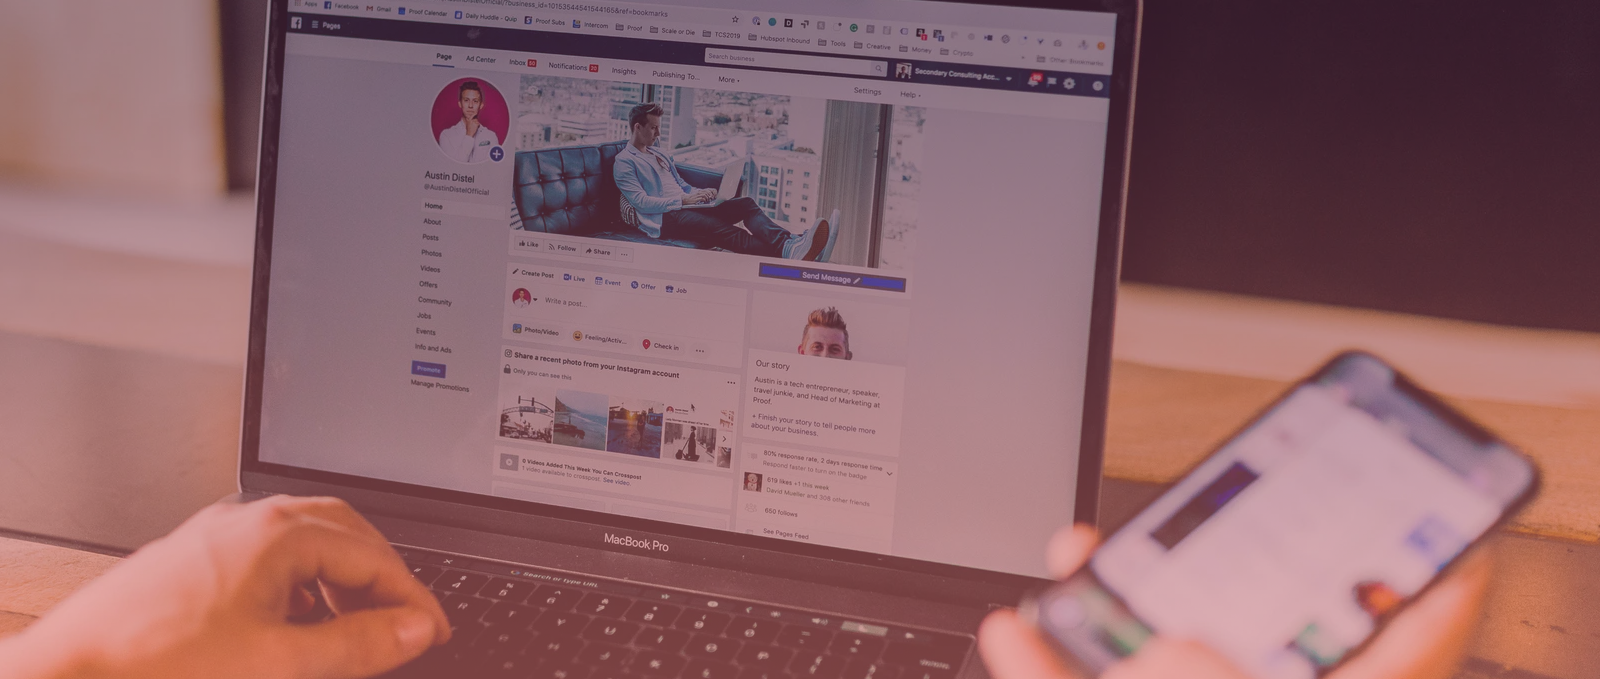 DistelOfficial/?business_id=10153544541544165&ref=bookmarks
Apps Facebook Gmail Proof Calendar Daily Huddle - Quip Proof Subs Intercom Proof Scale or Die TCS2019 Hubspot Inbound Tools Creative Money Crypto Other Bookmarks
Pages
Search business
Secondary Consulting Acc...
Page Ad Center Inbox Notifications Insights Publishing To... More
Settings Help
Austin Distel
@AustinDistelOfficial
Home
About
Posts
Photos
Videos
Offers
Community
Jobs
Events
Info and Ads
Promote
Manage Promotions
Like Follow Share ...
Send Message
Create Post Live Event Offer Job
Write a post...
Photo/Video Feeling/Activ... Check in ...
Share a recent photo from your Instagram account
Only you can see this
0 Videos Added This Week You Can Crosspost
1 video available to crosspost. See video.
Our story
Austin is a tech entrepreneur, speaker,
travel junkie, and Head of Marketing at
Proof.
+ Finish your story to tell people more
about your business.
80% response rate, 2 days response time
Respond faster to turn on the badge
619 likes +1 this week
David Mueller and 308 other friends
650 follows
See Pages Feed
MacBook Pro
Search or type URL